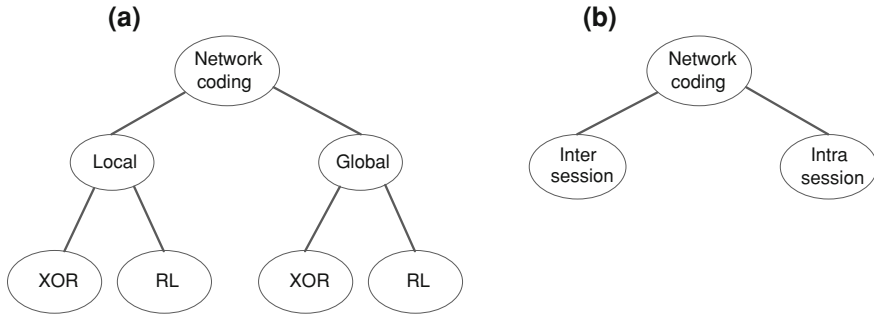 (a)
Network
coding
Local
Global
XOR
RL
XOR
RL
(b)
Network
coding
Inter
session
Intra
session